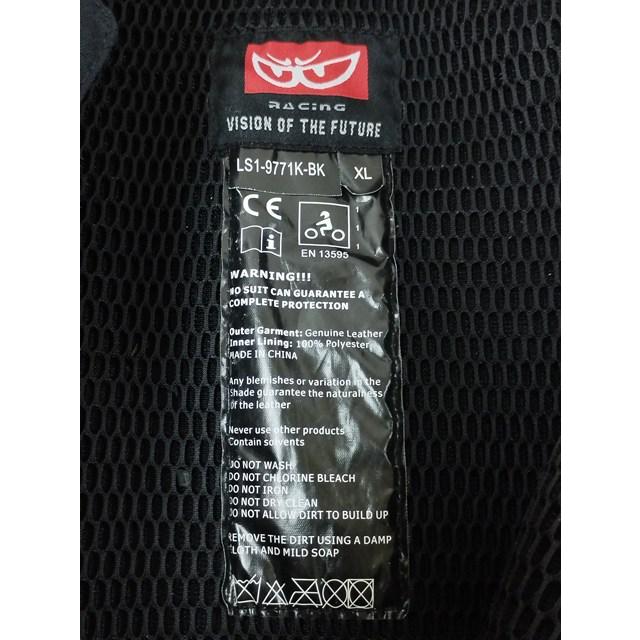 RACING
VISION OF THE FUTURE
LS1-9771K-BK XL
CE
1
1
1
i
EN 13595
WARNING!!!
NO SUIT CAN GUARANTEE A
COMPLETE PROTECTION
Outer Garment: Genuine Leather
Inner Lining: 100% Polyester
MADE IN CHINA
Any blemishes or variation in the
Shade guarantee the naturalness
Of the leather
Never use other products
Contain solvents
DO NOT WASH
DO NOT CHLORINE BLEACH
DO NOT IRON
DO NOT DRY CLEAN
DO NOT ALLOW DIRT TO BUILD UP
REMOVE THE DIRT USING A DAMP
CLOTH AND MILD SOAP